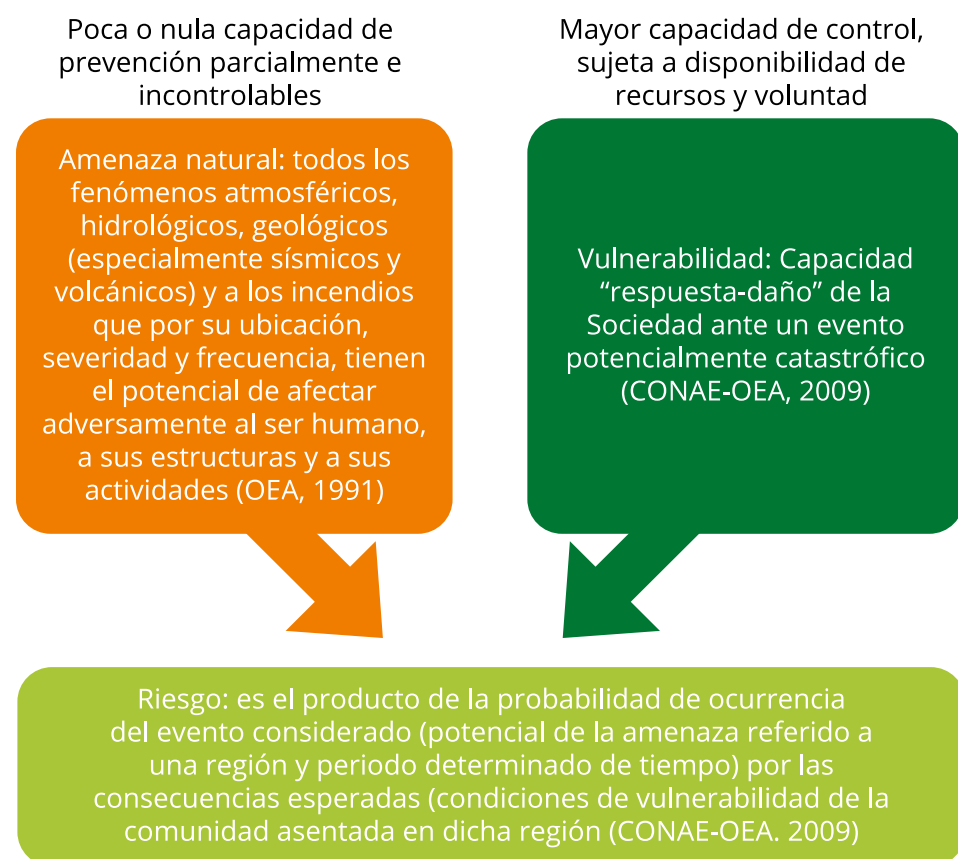 Poca o nula capacidad de
prevención parcialmente e
incontrolables
Mayor capacidad de control,
sujeta a disponibilidad de
recursos y voluntad
Amenaza natural: todos los
fenómenos atmosféricos,
hidrológicos, geológicos
(especialmente sísmicos y
volcánicos) y a los incendios
que por su ubicación,
severidad y frecuencia, tienen
el potencial de afectar
adversamente al ser humano,
a sus estructuras y a sus
actividades (OEA, 1991)
Vulnerabilidad: Capacidad
“respuesta-daño” de la
Sociedad ante un evento
potencialmente catastrófico
(CONAE-OEA, 2009)
Riesgo: es el producto de la probabilidad de ocurrencia
del evento considerado (potencial de la amenaza referido a
una región y periodo determinado de tiempo) por las
consecuencias esperadas (condiciones de vulnerabilidad de la
comunidad asentada en dicha región (CONAE-OEA. 2009)